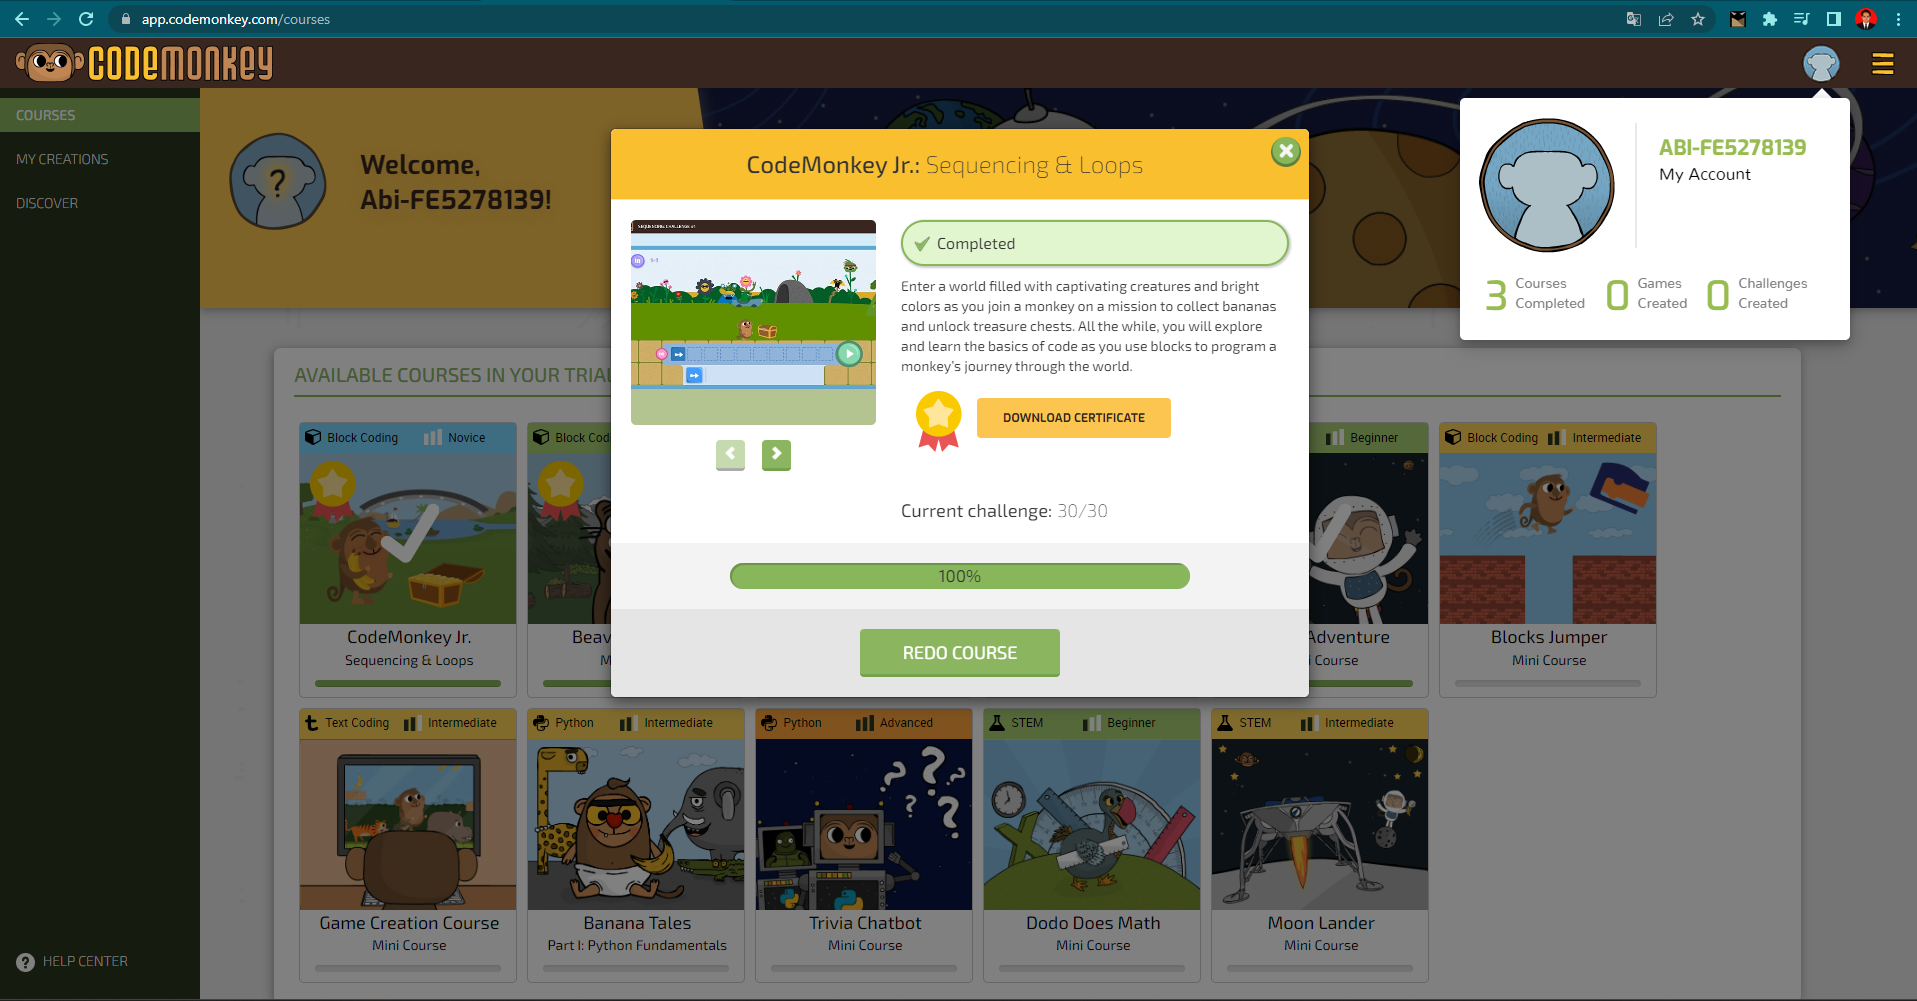 app.codemonkey.com/courses
CODEMONKEY
COURSES
MY CREATIONS
DISCOVER
HELP CENTER
?
Welcome,
Abi-FE5278139!
ABI-FE5278139
My Account
3 Courses Completed
0 Games Created
0 Challenges Created
CodeMonkey Jr.: Sequencing & Loops
Completed
Enter a world filled with captivating creatures and bright
colors as you join a monkey on a mission to collect bananas
and unlock treasure chests. All the while, you will explore
and learn the basics of code as you use blocks to program a
monkey's journey through the world.
DOWNLOAD CERTIFICATE
Current challenge: 30/30
100%
REDO COURSE
AVAILABLE COURSES IN YOUR TRIAL
Block Coding Novice
CodeMonkey Jr.
Sequencing & Loops
Block Cod
Beav
M
Beginner
Adventure
i Course
Block Coding Intermediate
Blocks Jumper
Mini Course
Text Coding Intermediate
Game Creation Course
Mini Course
Python Intermediate
Banana Tales
Part I: Python Fundamentals
Python Advanced
Trivia Chatbot
Mini Course
STEM Beginner
Dodo Does Math
Mini Course
STEM Intermediate
Moon Lander
Mini Course